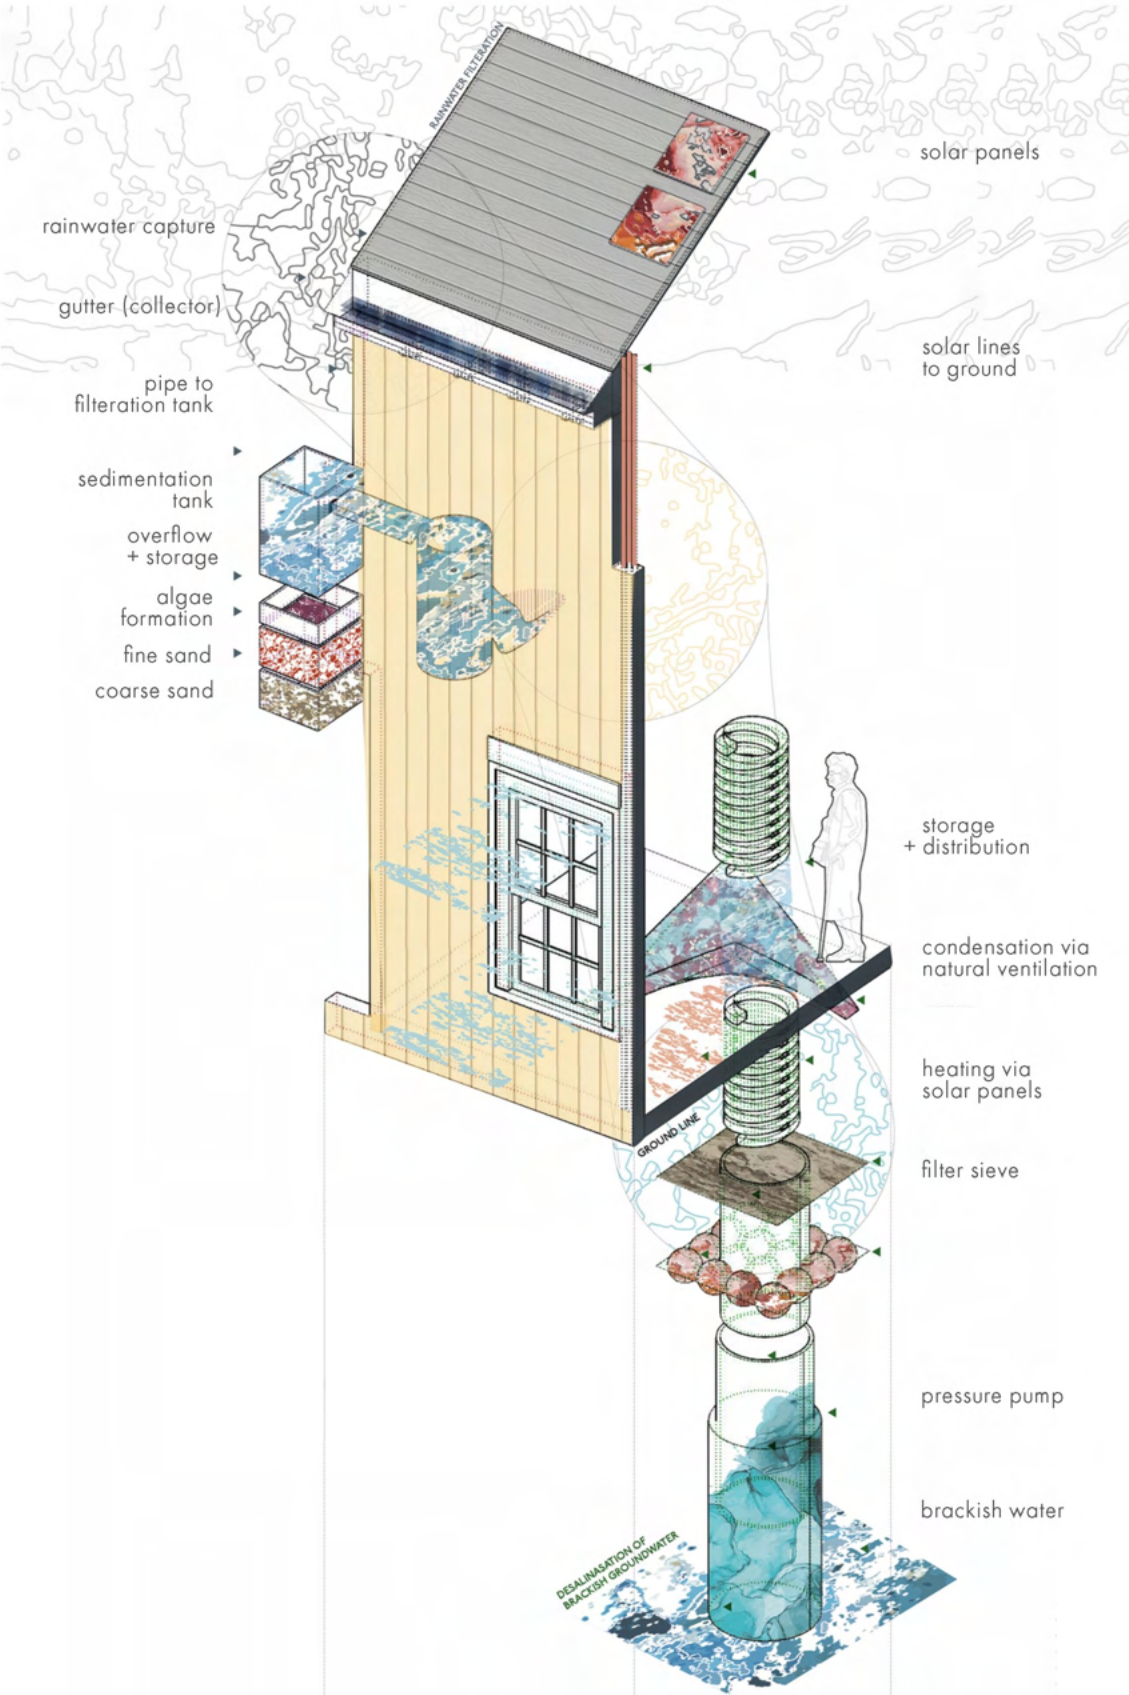 RAINWATER FILTRATION
rainwater capture
gutter (collector)
pipe to
filteration tank
sedimentation
tank
overflow
+ storage
algae
formation
fine sand
coarse sand
solar panels
solar lines
to ground
storage
+ distribution
condensation via
natural ventilation
heating via
solar panels
GROUND LINE
filter sieve
pressure pump
brackish water
DESALINASATION OF
BRACKISH GROUNDWATER